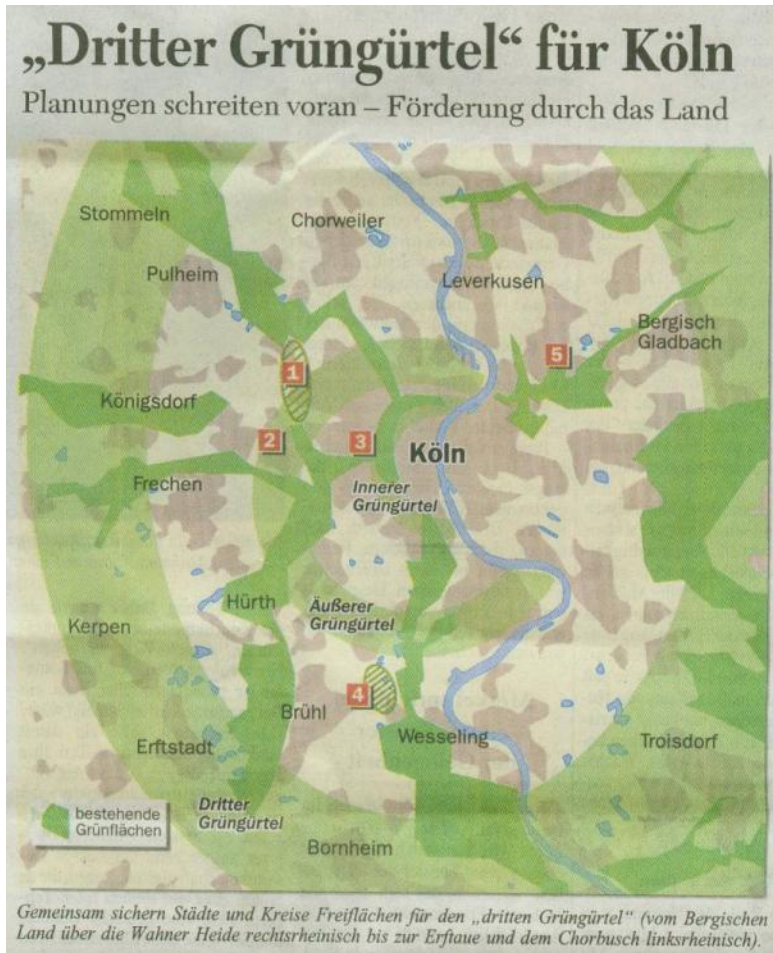 „Dritter Grüngürtel“ für Köln
Planungen schreiten voran – Förderung durch das Land
Stommeln
Chorweiler
Pulheim
Leverkusen
Bergisch
Gladbach
5
1
Königsdorf
2
3
Köln
Frechen
Innerer
Grüngürtel
Hürth
Äußerer
Grüngürtel
Kerpen
4
Brühl
Wesseling
Erftstadt
Troisdorf
Dritter
Grüngürtel
bestehende
Grünflächen
Bornheim
Gemeinsam sichern Städte und Kreise Freiflächen für den „dritten Grüngürtel“ (vom Bergischen
Land über die Wahner Heide rechtsrheinisch bis zur Erftaue und dem Chorbusch linksrheinisch).